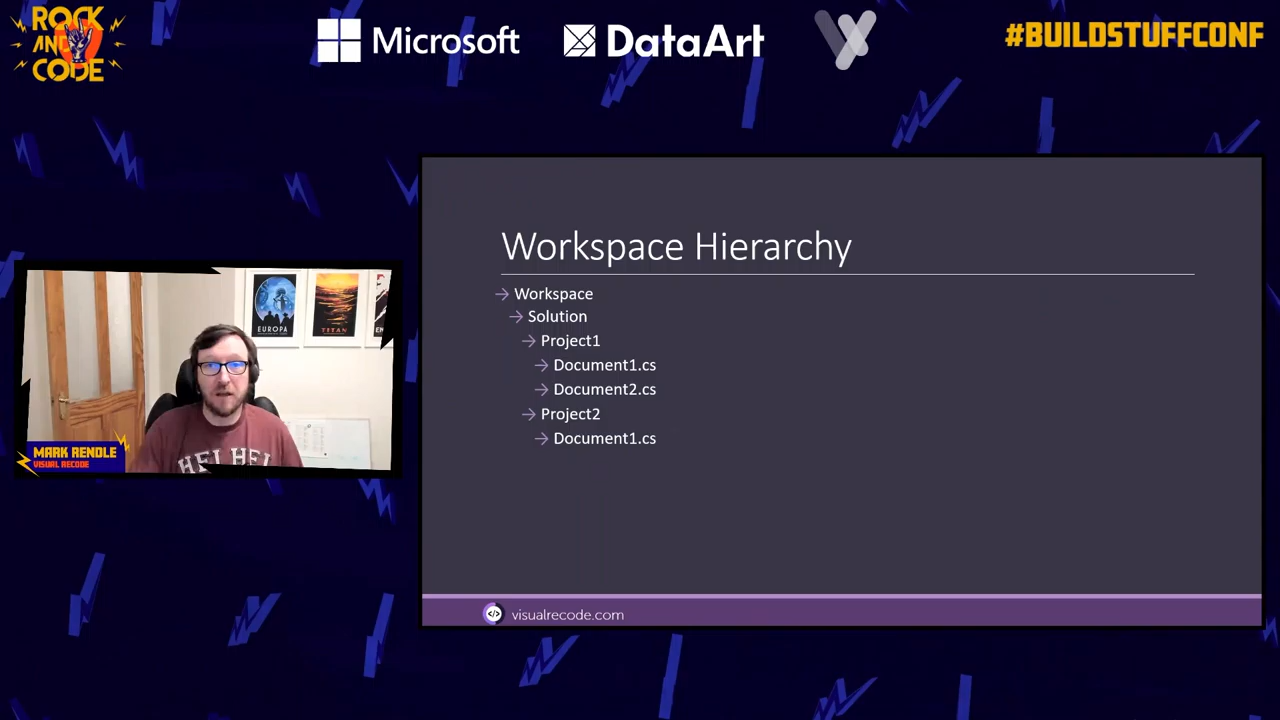 ROCK
AND
CODE
Microsoft
DataArt
#BUILDSTUFFCONF
Workspace Hierarchy
→ Workspace
→ Solution
→ Project1
→ Document1.cs
→ Document2.cs
→ Project2
→ Document1.cs
EUROPA
TITAN
HELHEL
MARK RENDLE
VISUAL RECODE
</> visualrecode.com